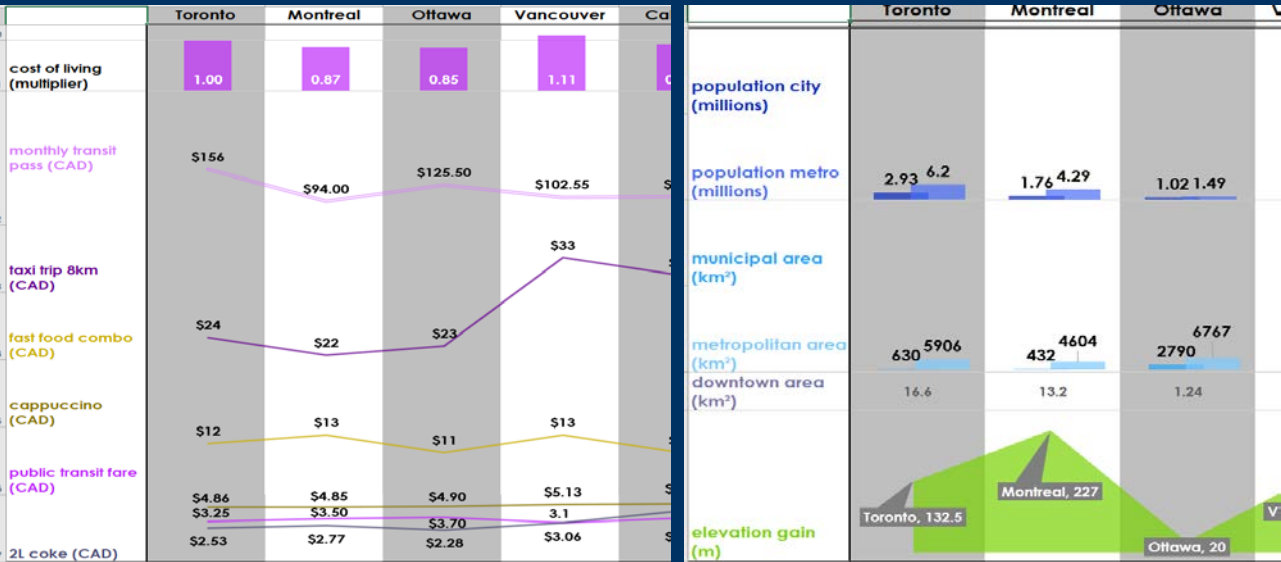 Toronto Montreal Ottawa Vancouver Ca
cost of living
(multiplier)
1.00 0.87 0.85 1.11 0
monthly transit
pass (CAD)
$156 $94.00 $125.50 $102.55 $
taxi trip 8km
(CAD)
$24 $22 $23 $33
fast food combo
(CAD)
cappuccino
(CAD)
$12 $13 $11 $13
public transit fare
(CAD)
$4.86 $4.85 $4.90 $5.13 $
$3.25 $3.50 $3.70 3.1
2L coke (CAD)
$2.53 $2.77 $2.28 $3.06 $
Toronto Montreal Ottawa V
population city
(millions)
population metro
(millions)
2.93 6.2 1.76 4.29 1.02 1.49
municipal area
(km²)
metropolitan area
(km²)
630 5906 432 4604 2790 6767
downtown area
(km²)
16.6 13.2 1.24
elevation gain
(m)
Toronto, 132.5
Montreal, 227
Ottawa, 20
V